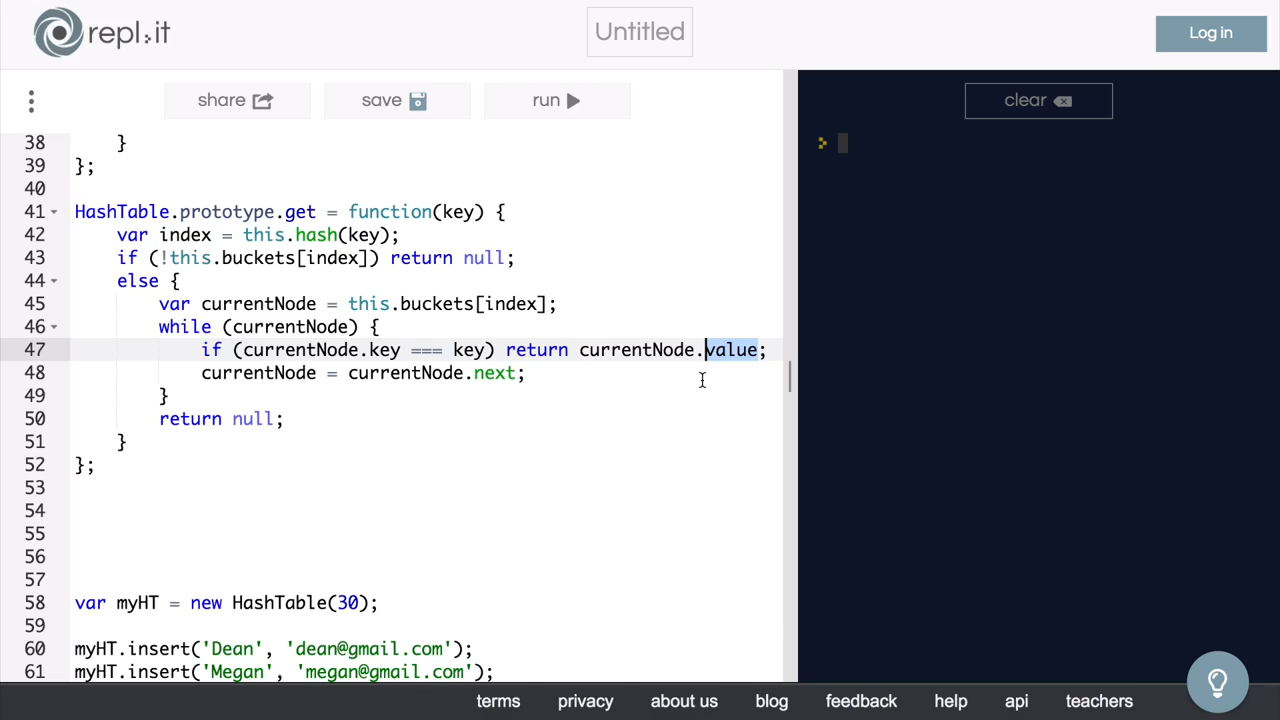 repl.it
Untitled
Log in
share
save
run
clear
38 }
39 };
40
41 HashTable.prototype.get = function(key) {
42 var index = this.hash(key);
43 if (!this.buckets[index]) return null;
44 else {
45 var currentNode = this.buckets[index];
46 while (currentNode) {
47 if (currentNode.key === key) return currentNode.value;
48 currentNode = currentNode.next;
49 }
50 return null;
51 }
52 };
53
54
55
56
57
58 var myHT = new HashTable(30);
59
60 myHT.insert('Dean', 'dean@gmail.com');
61 myHT.insert('Megan', 'megan@gmail.com');
terms privacy about us blog feedback help api teachers